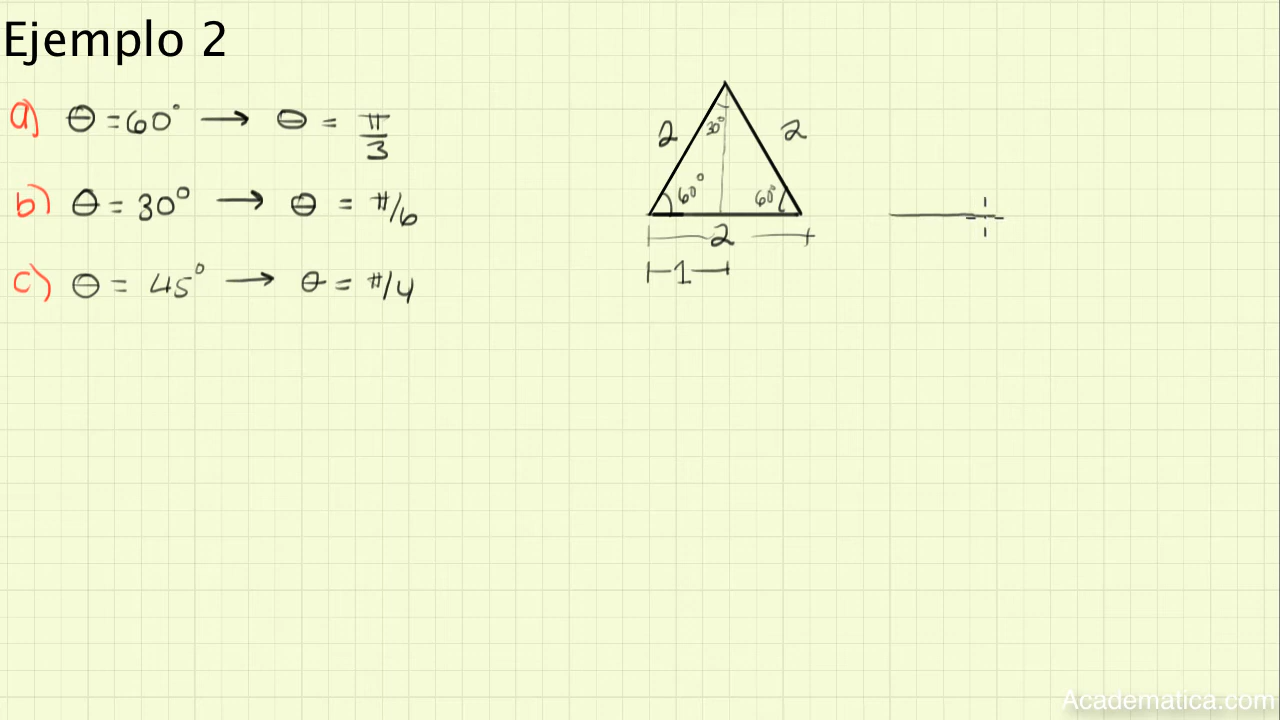 Ejemplo 2
a) θ = 60° → θ = π/3
b) θ = 30° → θ = π/6
c) θ = 45° → θ = π/4
2 30° 2
60° 60°
2
1
Academatica.com